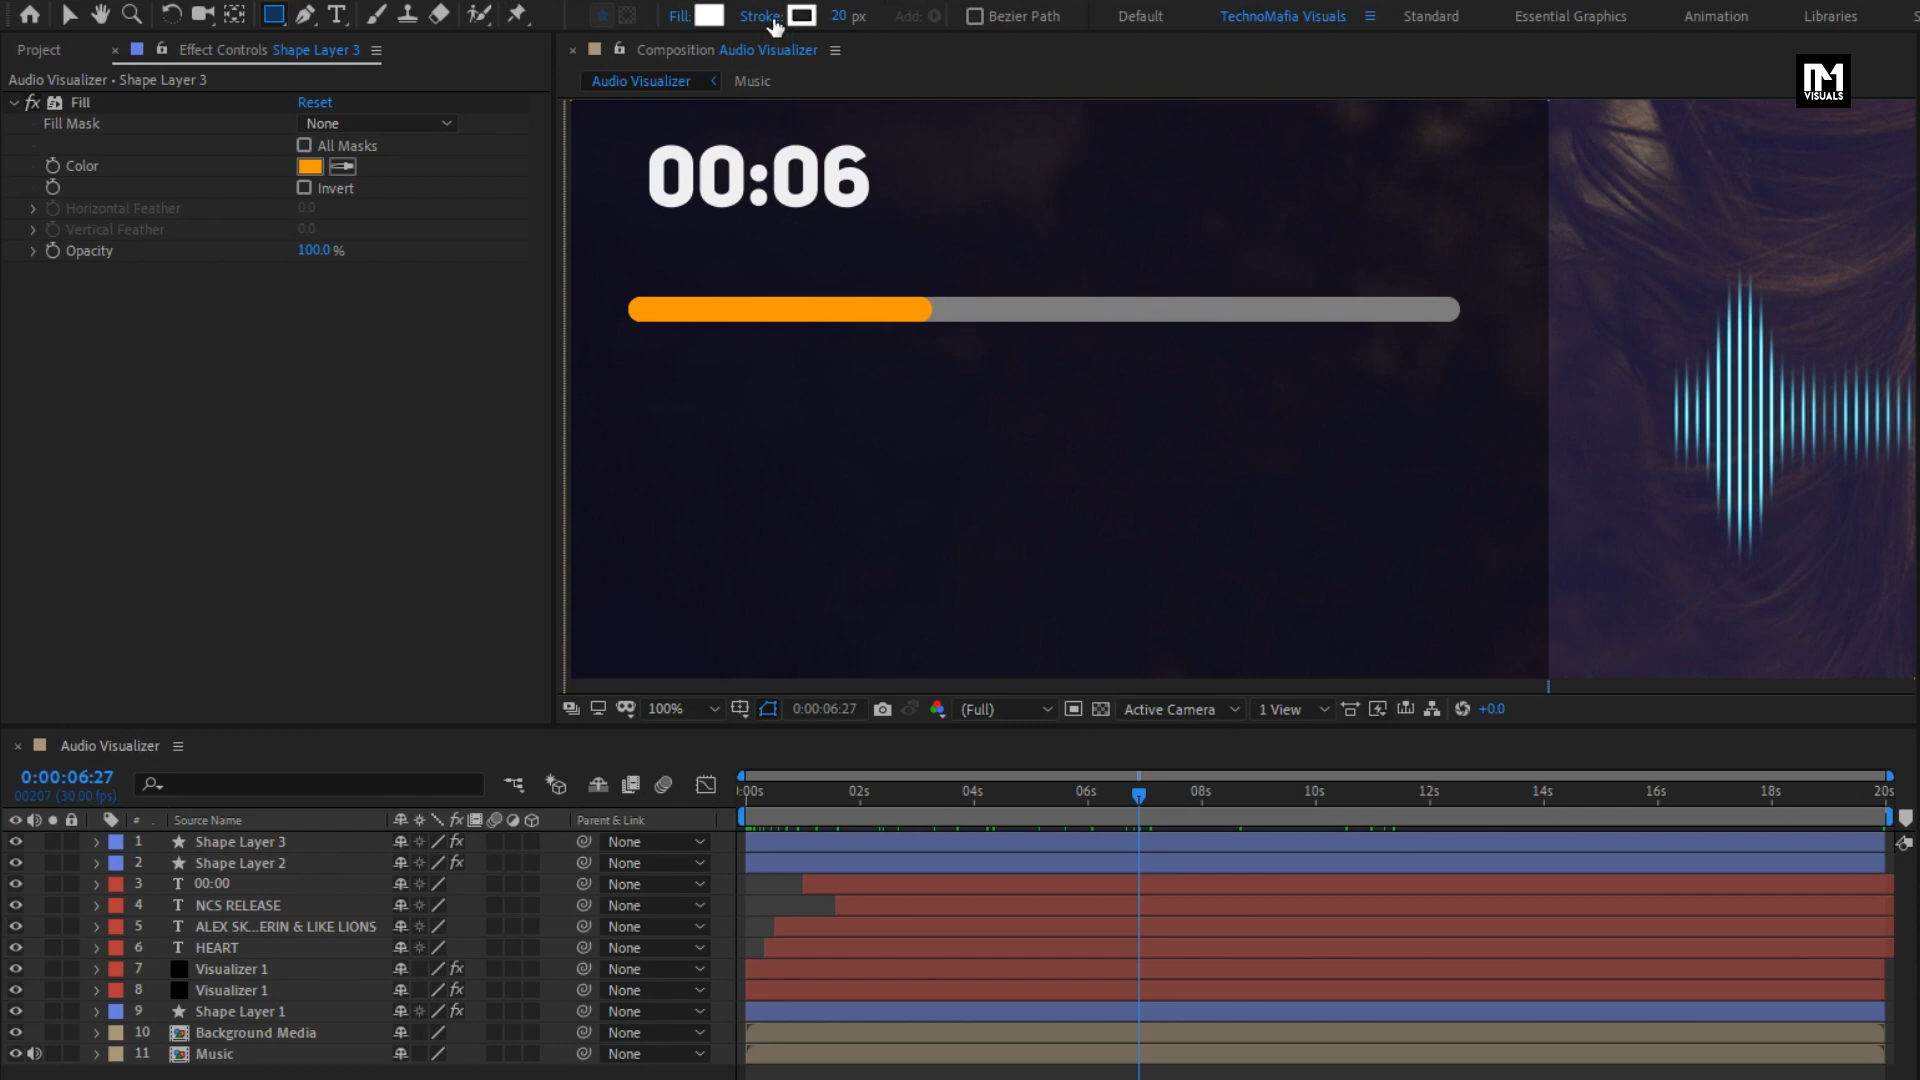 Fill: Stroke: 20 px Add: Bezier Path Default TechnoMafia Visuals Standard Essential Graphics Animation Libraries
Project × Effect Controls Shape Layer 3
× Composition Audio Visualizer
Audio Visualizer • Shape Layer 3
Audio Visualizer Music
VISUALS
fx Fill Reset
Fill Mask None
All Masks
Color
Invert
Horizontal Feather 0.0
Vertical Feather 0.0
Opacity 100.0 %
00:06
100% 0:00:06:27 (Full) Active Camera 1 View +0.0
× Audio Visualizer
0:00:06:27
00207 (30.00 fps)
:00s 02s 04s 06s 08s 10s 12s 14s 16s 18s 20s
# Source Name fx Parent & Link
1 Shape Layer 3 fx None
2 Shape Layer 2 fx None
3 T 00:00 None
4 T NCS RELEASE None
5 T ALEX SK...ERIN & LIKE LIONS None
6 T HEART None
7 Visualizer 1 fx None
8 Visualizer 1 fx None
9 Shape Layer 1 fx None
10 Background Media None
11 Music None